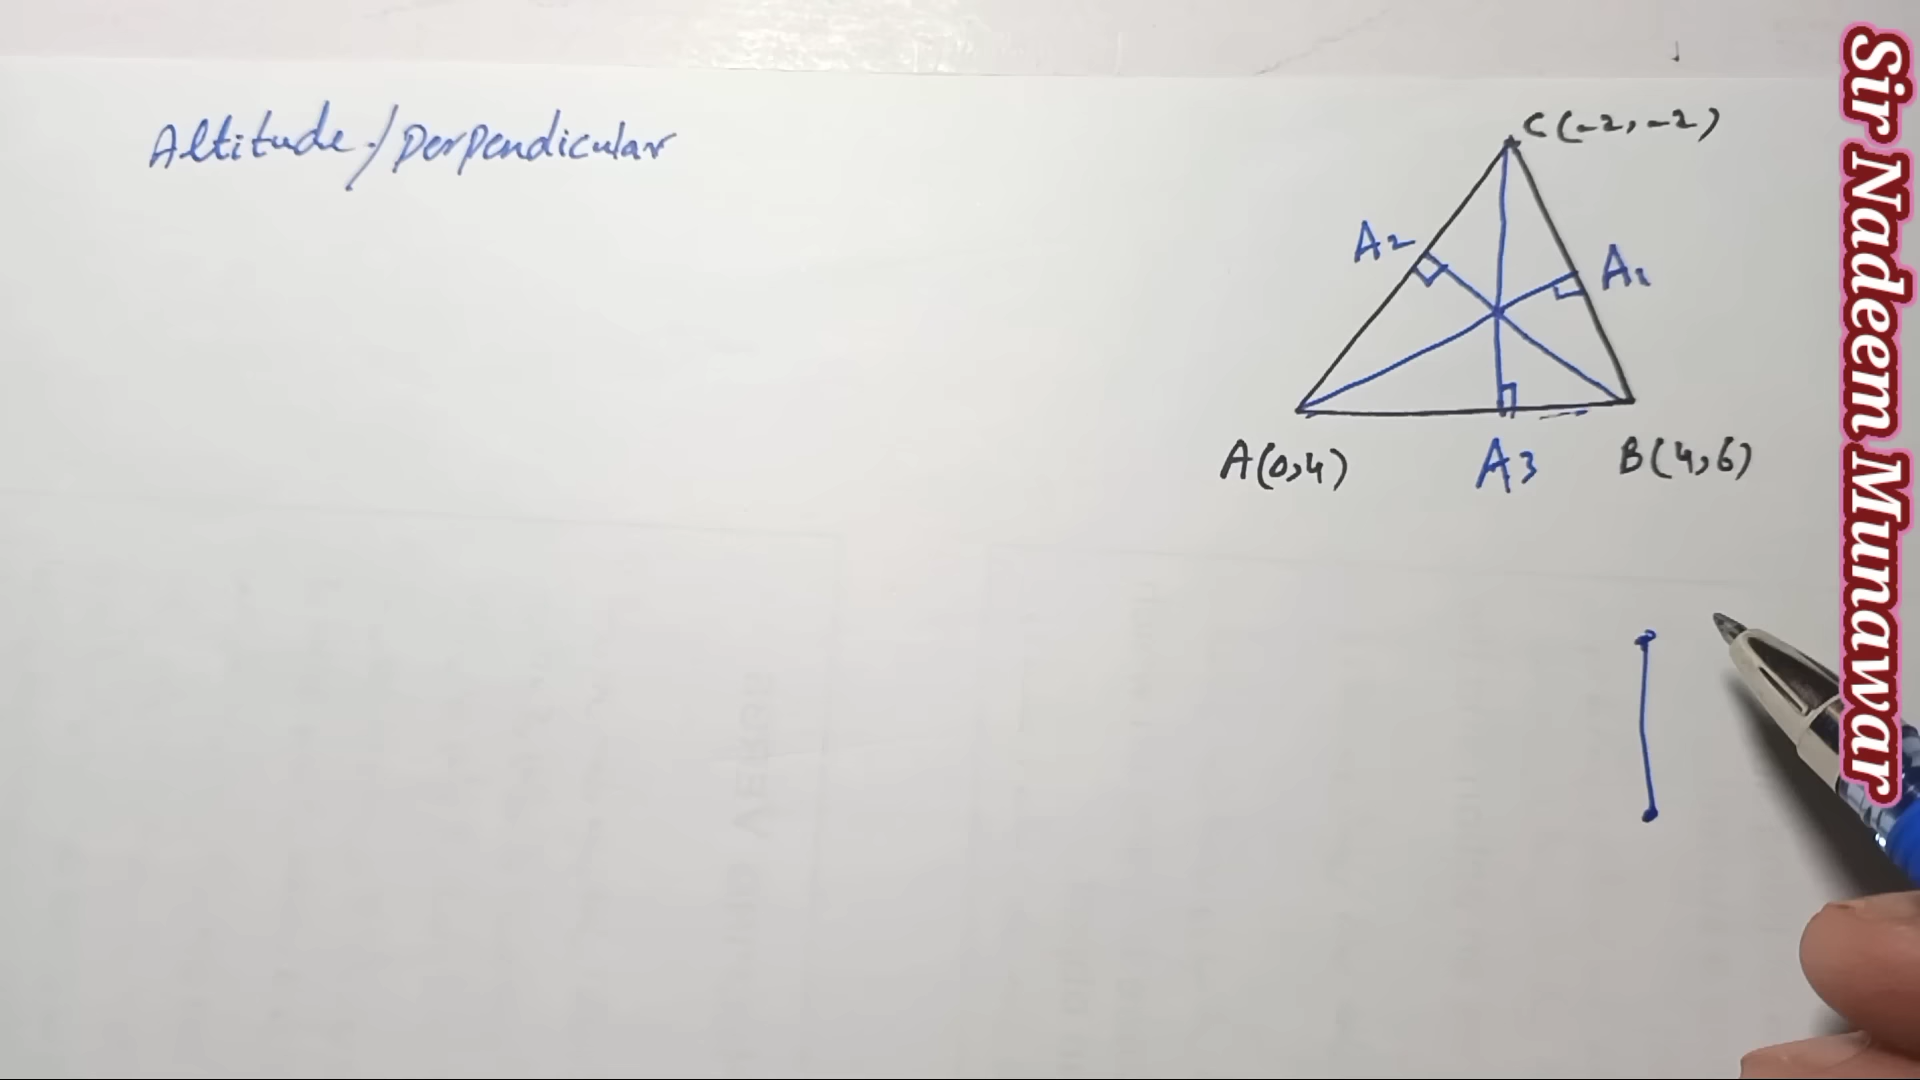 Altitude./perpendicular
C(-2,-2)
A2
A1
A(0,4)
A3
B(4,6)
Sir Nadeem Munawar